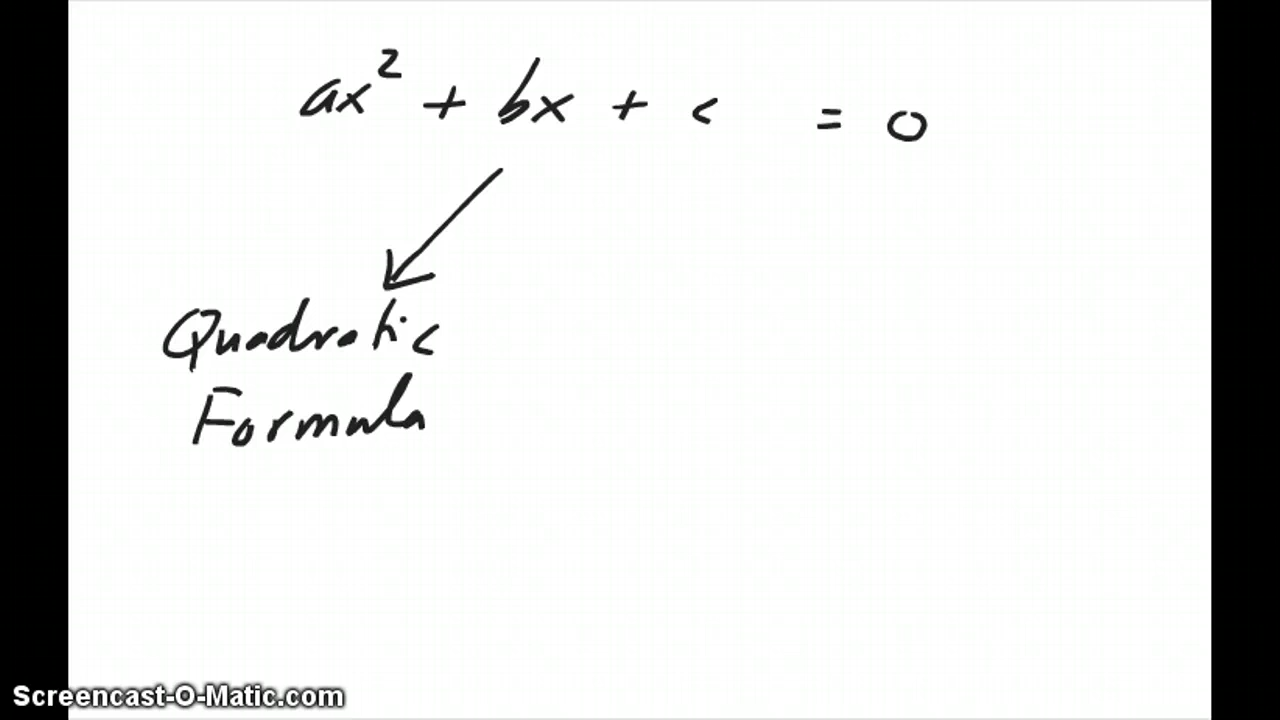 ax² + bx + c = 0
Quadratic
Formula
Screencast-O-Matic.com